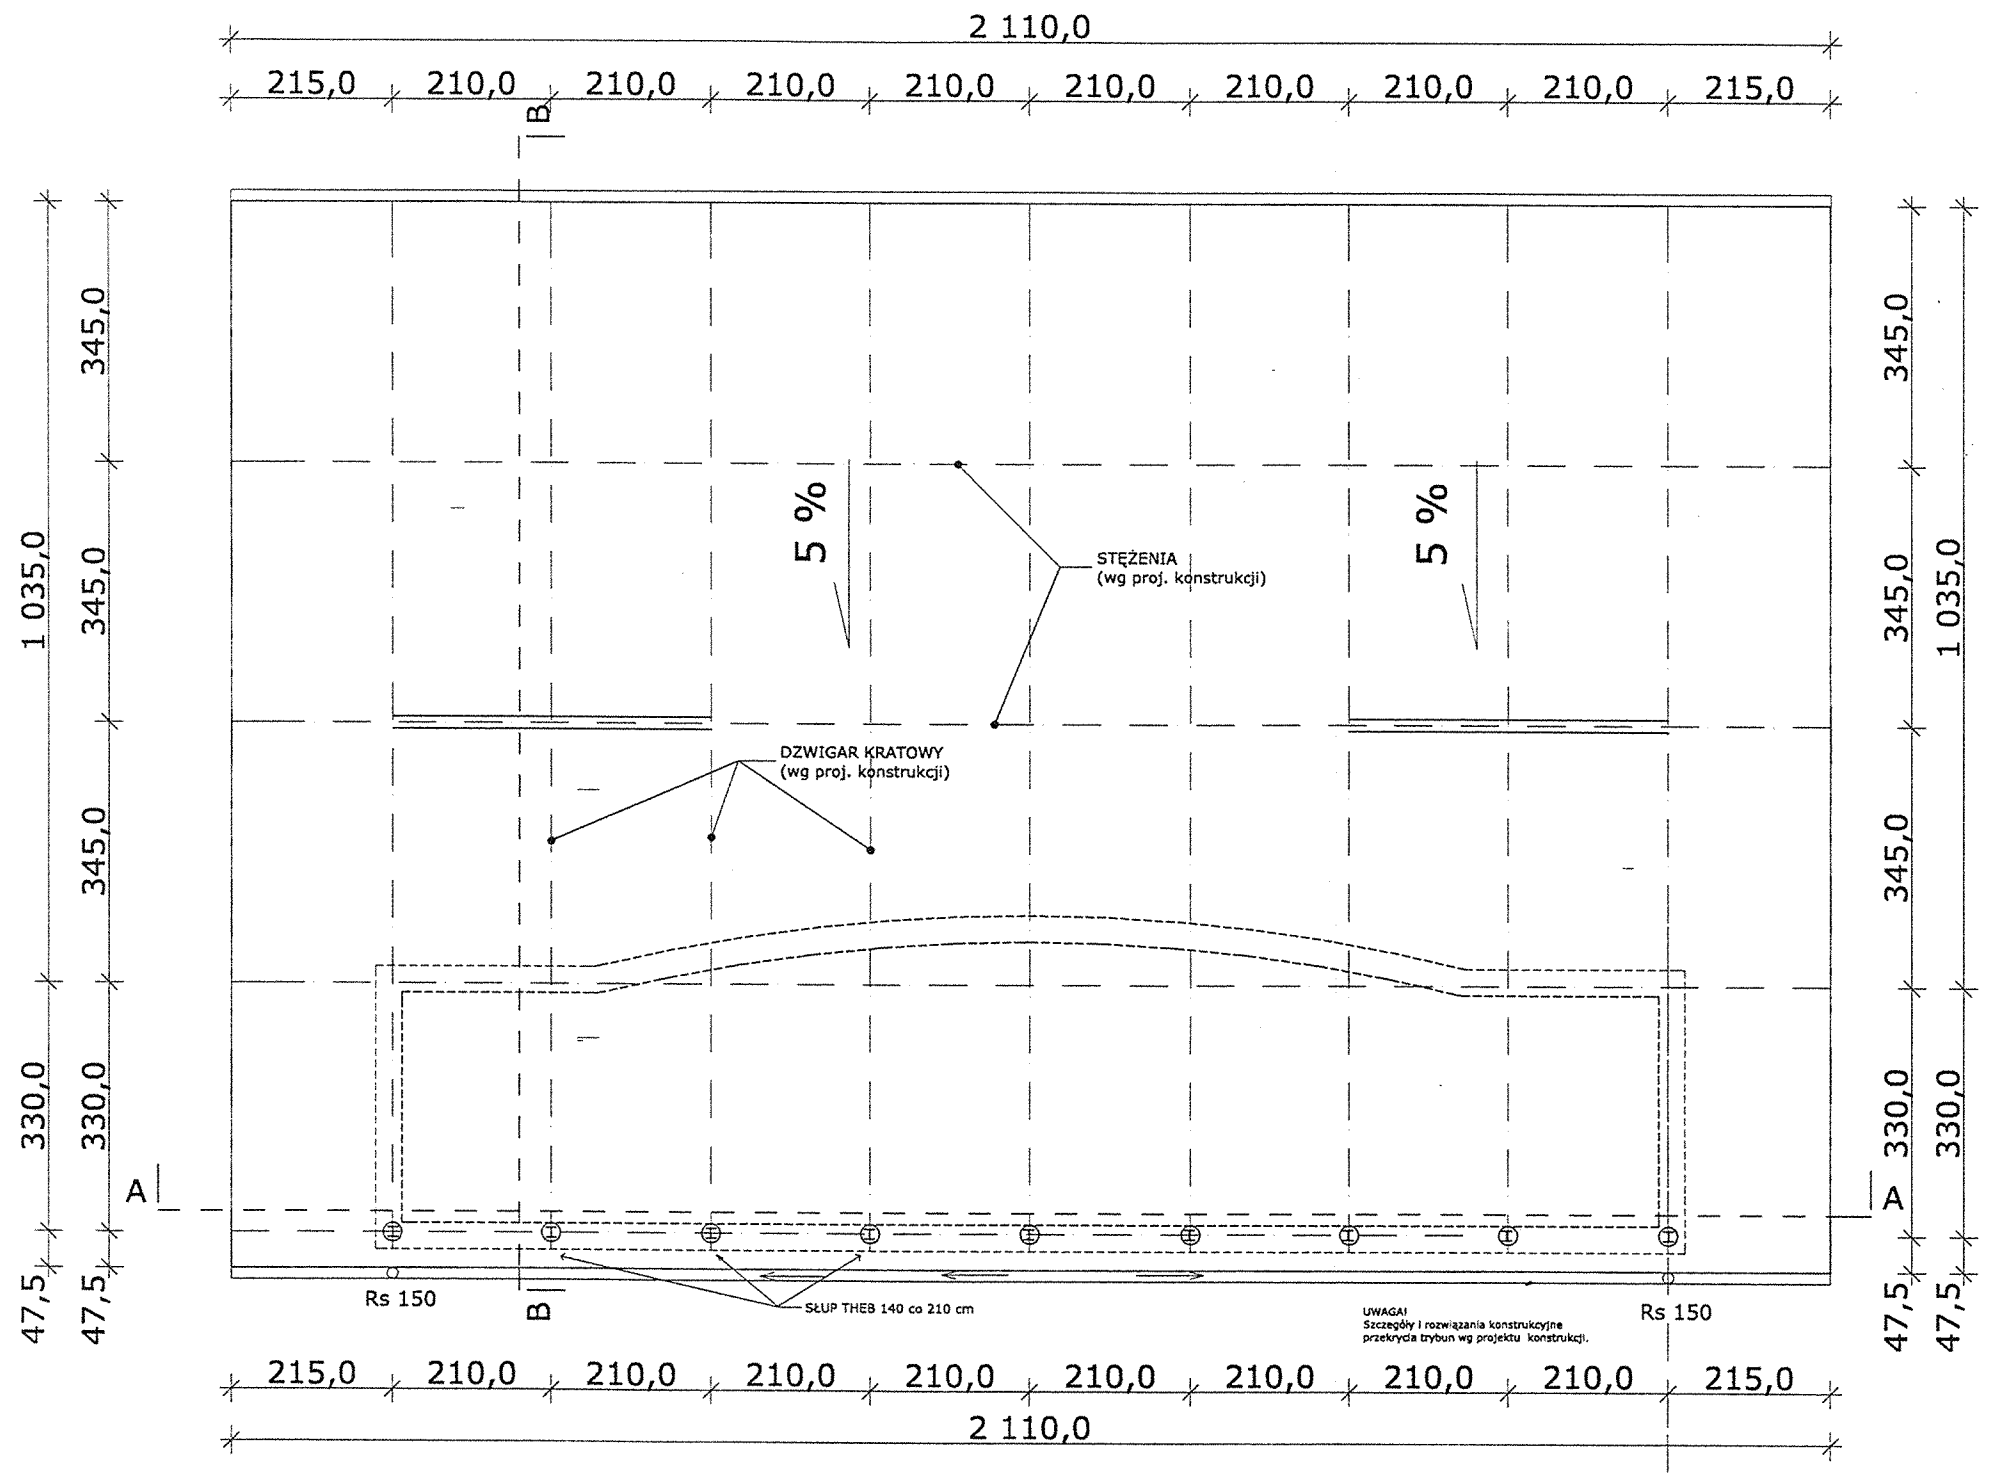 2 110,0
215,0 210,0 210,0 210,0 210,0 210,0 210,0 210,0 210,0 215,0
B
345,0
345,0
5 %
5 %
STĘŻENIA
(wg proj. konstrukcji)
1 035,0
345,0
345,0
1 035,0
DZWIGAR KRATOWY
(wg proj. konstrukcji)
345,0
345,0
330,0
330,0
330,0
330,0
A
A
47,5
47,5
Rs 150
B
SŁUP THEB 140 co 210 cm
UWAGA!
Szczegóły i rozwiązania konstrukcyjne
przekrycia trybun wg projektu konstrukcji.
Rs 150
47,5
47,5
215,0 210,0 210,0 210,0 210,0 210,0 210,0 210,0 210,0 215,0
2 110,0